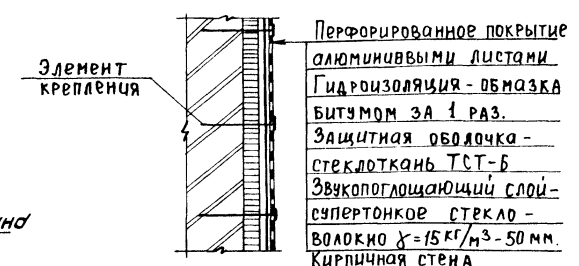 Перфорированное покрытие
алюминиевыми листами
Гидроизоляция - обмазка
битумом за 1 раз.
Защитная оболочка -
стеклоткань ТСТ-Б
Звукопоглощающий слой-
супертонкое стекло -
волокно γ=15 кг/м³ - 50 мм.
Кирпичная стена
Элемент
крепления